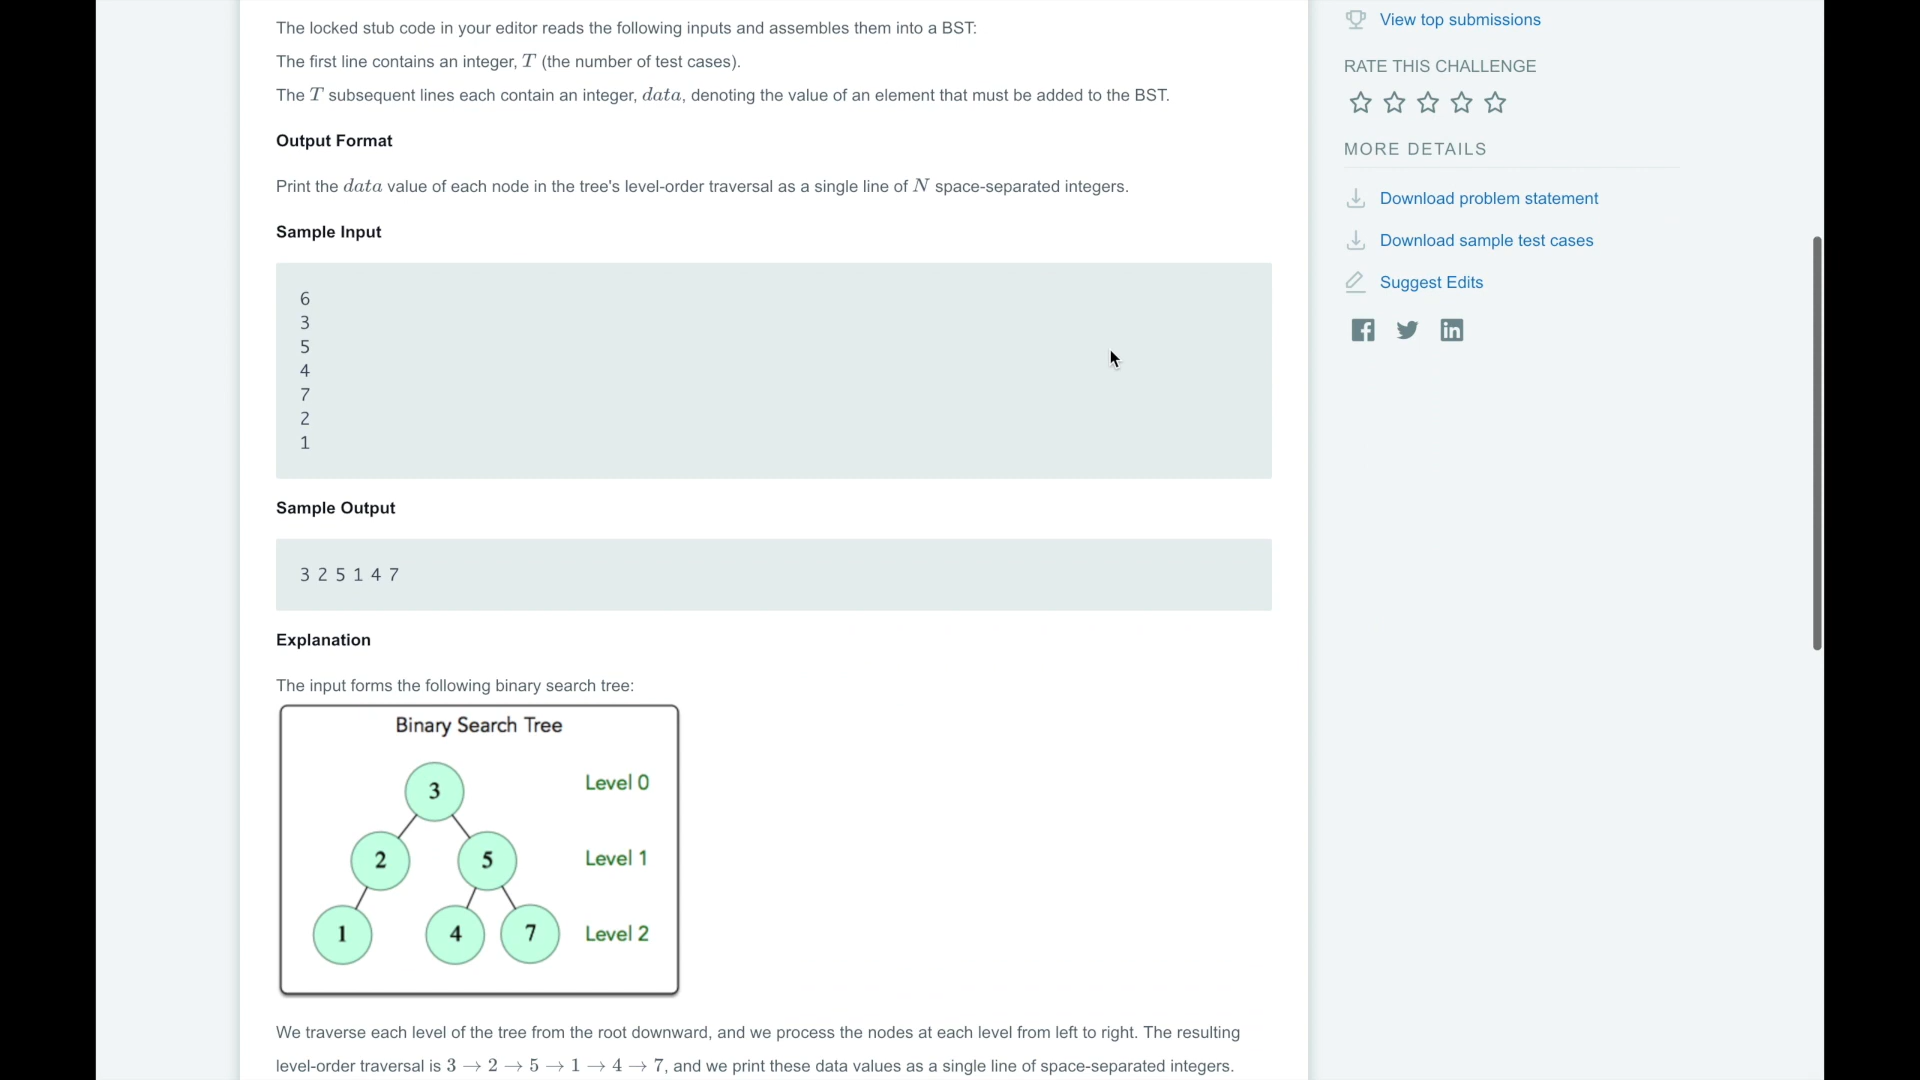 The locked stub code in your editor reads the following inputs and assembles them into a BST:
The first line contains an integer, T (the number of test cases).
The T subsequent lines each contain an integer, data, denoting the value of an element that must be added to the BST.
Output Format
Print the data value of each node in the tree's level-order traversal as a single line of N space-separated integers.
Sample Input
6
3
5
4
7
2
1
Sample Output
3 2 5 1 4 7
Explanation
The input forms the following binary search tree:
Binary Search Tree
3
Level 0
2
5
Level 1
1
4
7
Level 2
We traverse each level of the tree from the root downward, and we process the nodes at each level from left to right. The resulting
level-order traversal is 3 → 2 → 5 → 1 → 4 → 7, and we print these data values as a single line of space-separated integers.
View top submissions
RATE THIS CHALLENGE
MORE DETAILS
Download problem statement
Download sample test cases
Suggest Edits
f
in